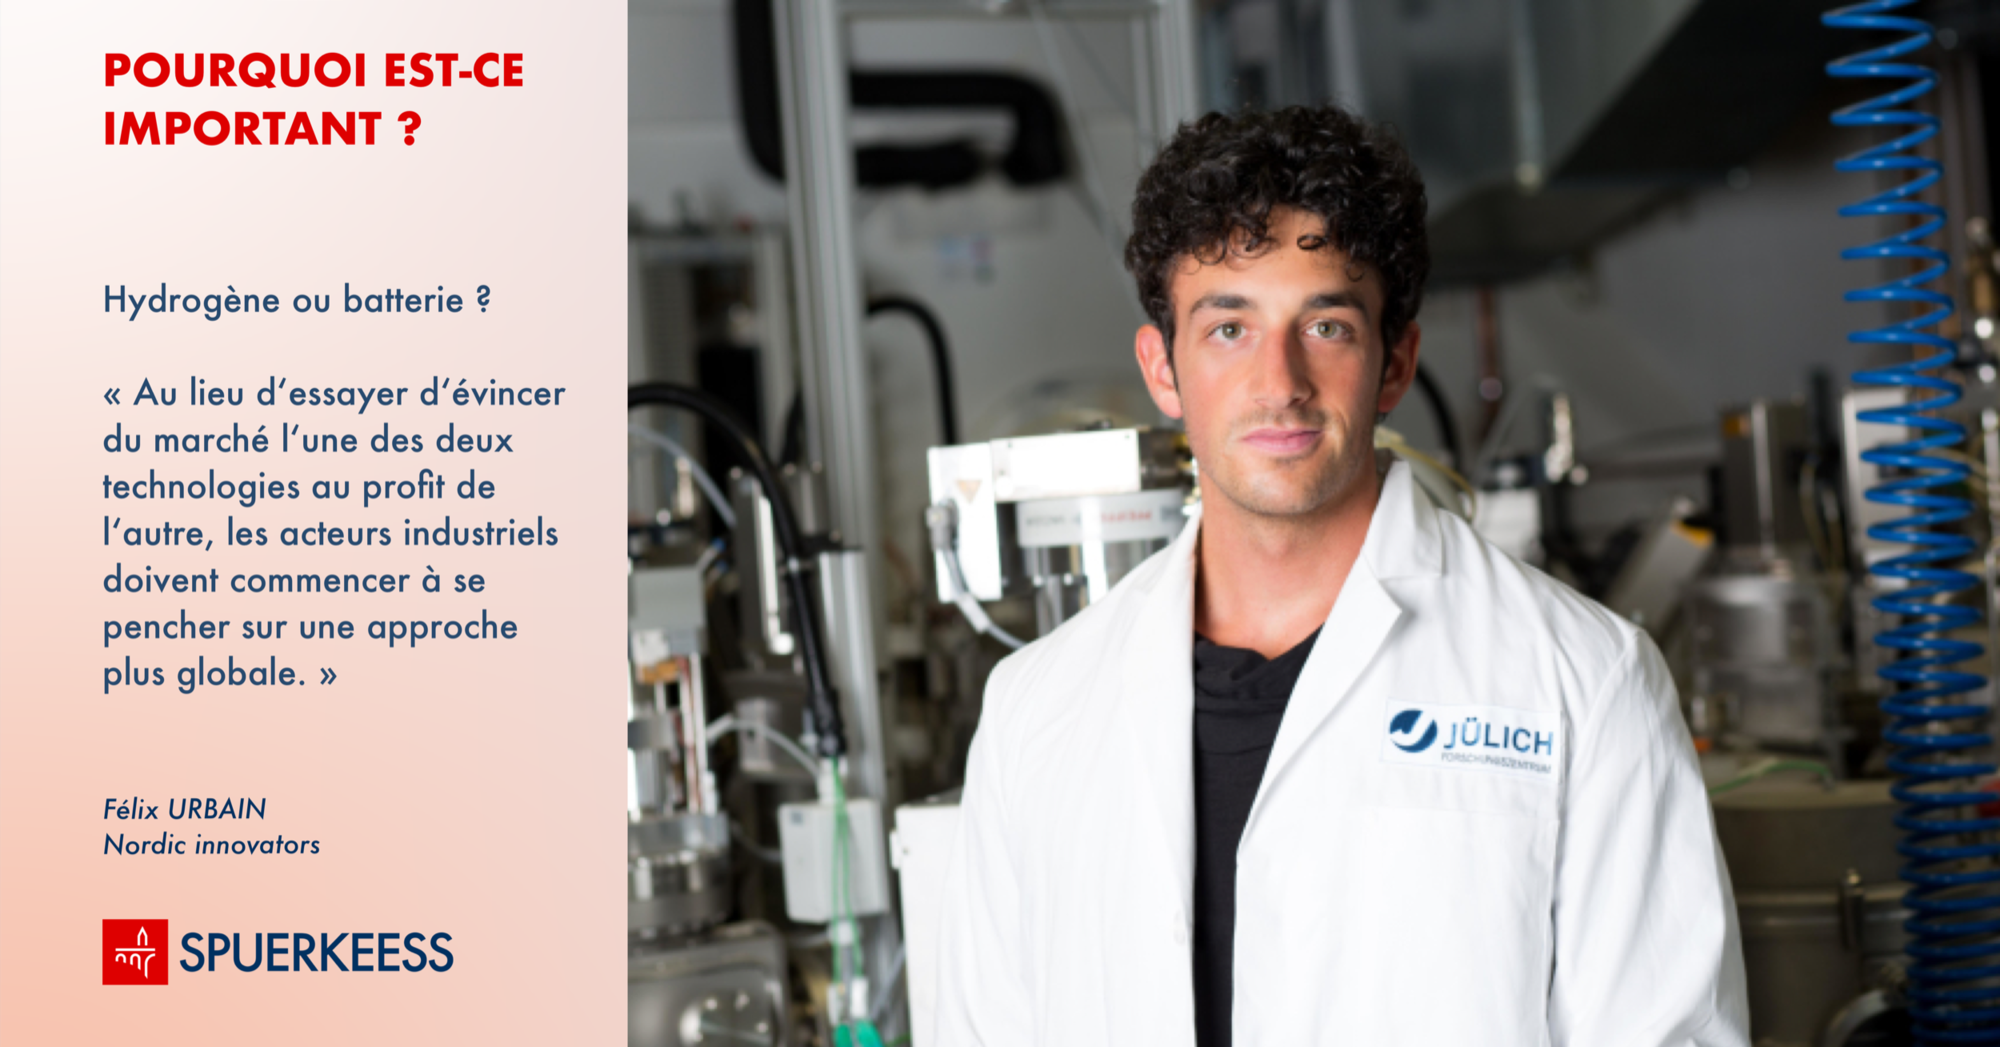 POURQUOI EST-CE
IMPORTANT ?
Hydrogène ou batterie ?
« Au lieu d‘essayer d‘évincer
du marché l‘une des deux
technologies au profit de
l‘autre, les acteurs industriels
doivent commencer à se
pencher sur une approche
plus globale. »
Félix URBAIN
Nordic innovators
SPUERKEESS
JÜLICH
FORSCHUNGSZENTRUM